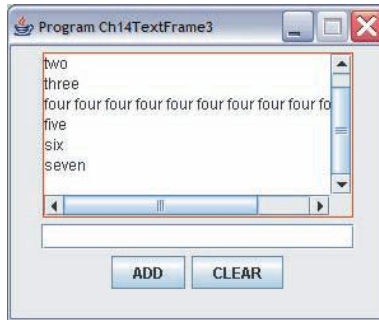 Program Ch14TextFrame3
two
three
four four four four four four four four four fo
five
six
seven
ADD CLEAR